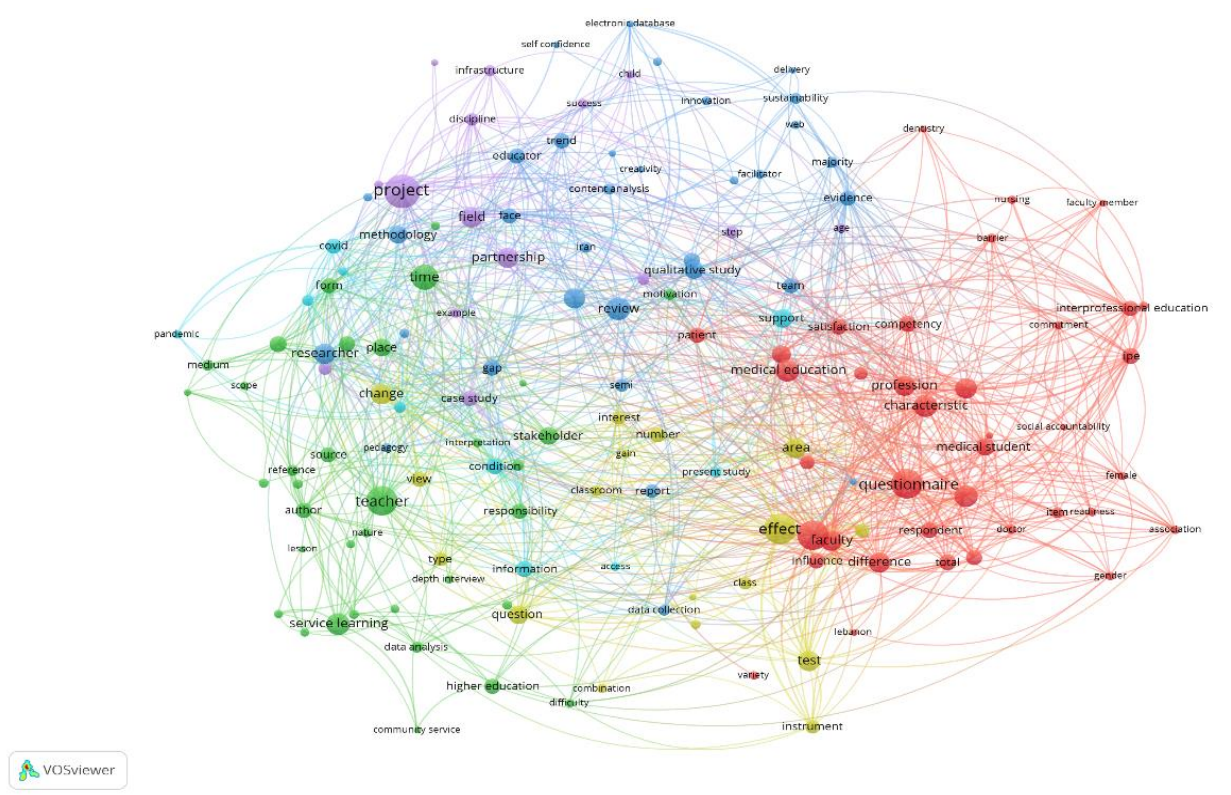 electronic database
self confidence
infrastructure
child
delivery
success
innovation
sustainability
discipline
web
dentistry
trend
educator
majority
creativity
facilitator
project
content analysis
evidence
nursing
faculty member
field
face
age
step
methodology
barrier
covid
iran
partnership
qualitative study
time
form
team
motivation
review
example
support
interprofessional education
satisfaction
competency
commitment
pandemic
patient
place
researcher
ipe
medium
gap
medical education
scope
semi
profession
change
case study
characteristic
interest
social accountability
stakeholder
number
interpretation
pedagogy
area
medical student
source
gain
condition
reference
present study
female
view
classroom
report
questionnaire
teacher
author
responsibility
item
readiness
effect
respondent
doctor
association
nature
faculty
lesson
type
influence
difference
total
information
access
gender
depth interview
class
question
data collection
service learning
lebanon
data analysis
test
variety
higher education
combination
difficulty
instrument
community service
VOSviewer